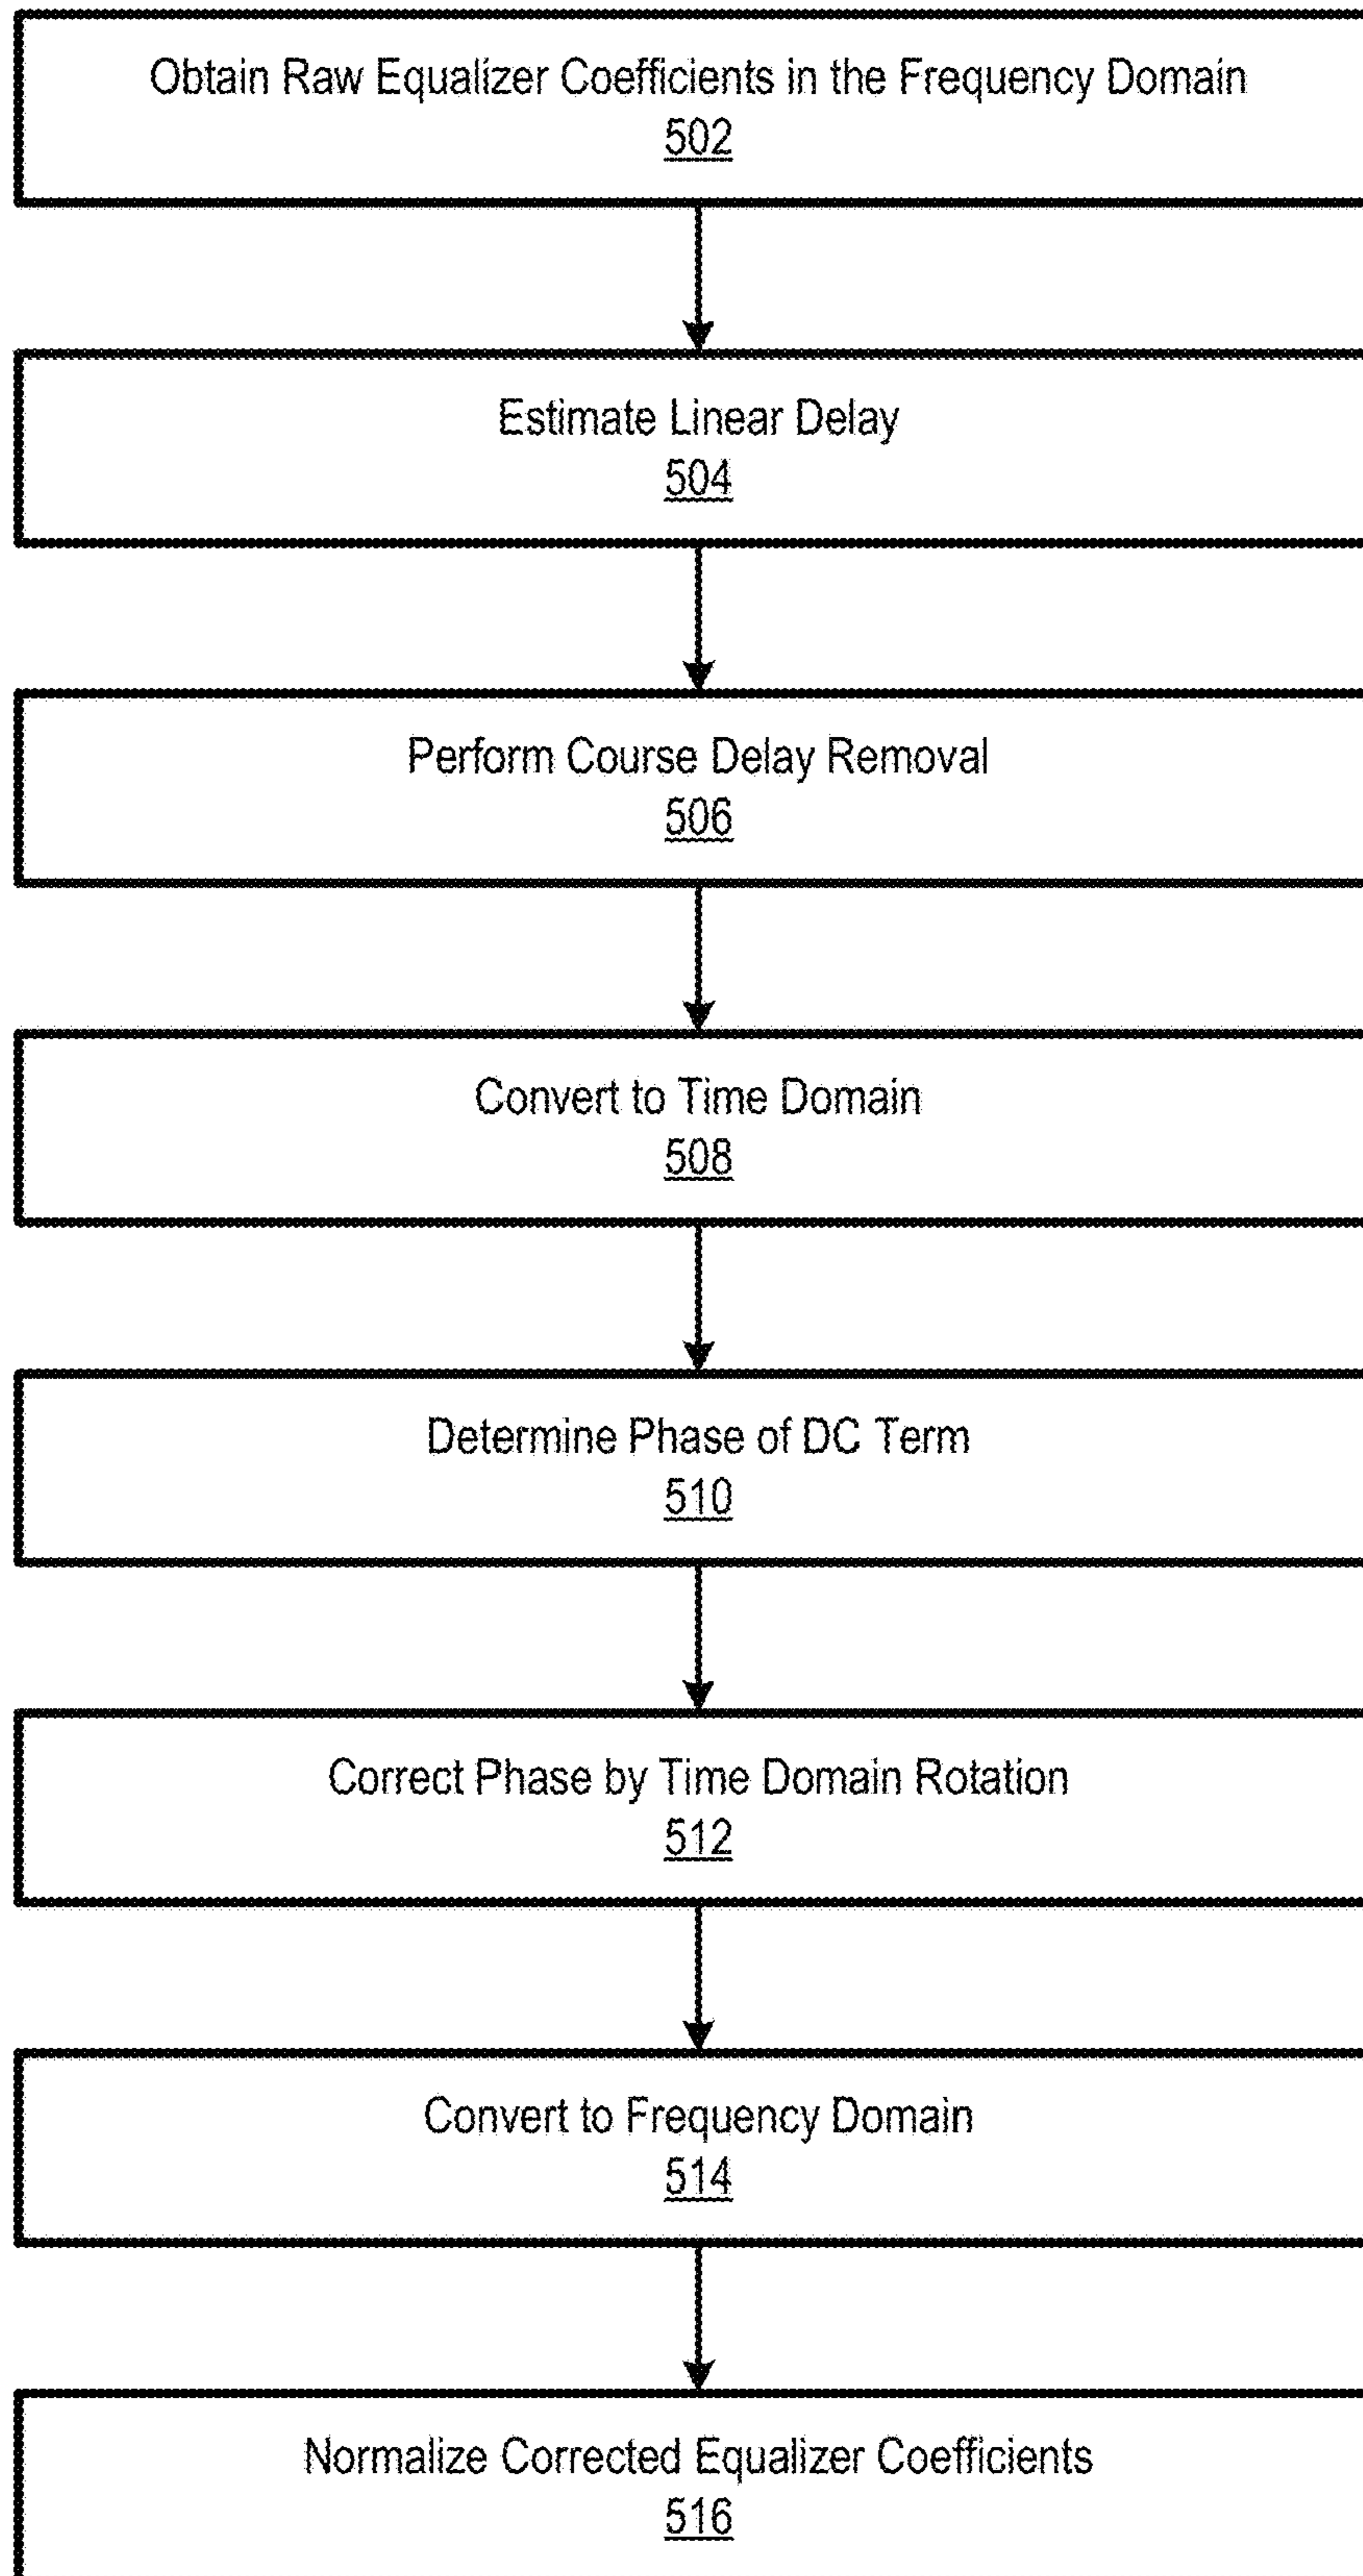 Obtain Raw Equalizer Coefficients in the Frequency Domain
502
Estimate Linear Delay
504
Perform Course Delay Removal
506
Convert to Time Domain
508
Determine Phase of DC Term
510
Correct Phase by Time Domain Rotation
512
Convert to Frequency Domain
514
Normalize Corrected Equalizer Coefficients
516